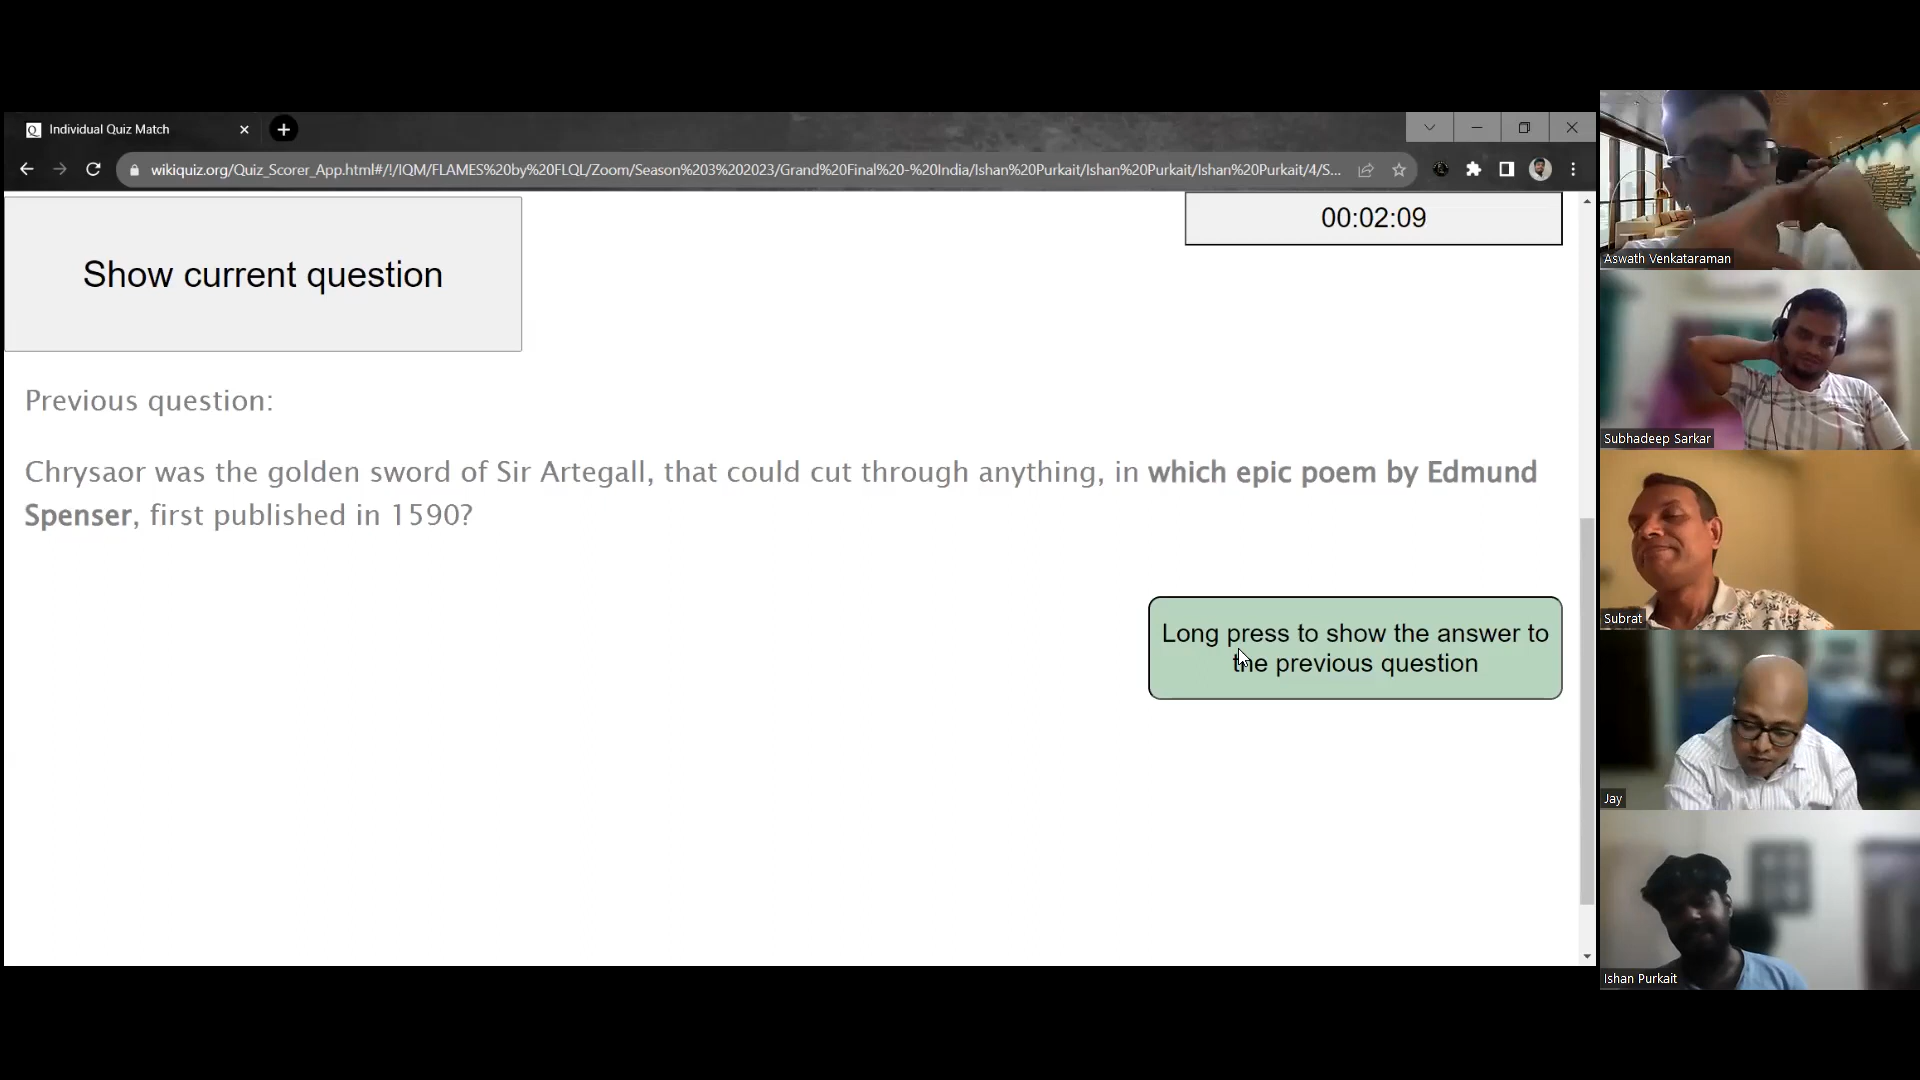 Individual Quiz Match
wikiquiz.org/Quiz_Scorer_App.html#/!/IQM/FLAMES%20by%20FLQL/Zoom/Season%203%202023/Grand%20Final%20-%20India/Ishan%20Purkait/Ishan%20Purkait/Ishan%20Purkait/4/S...
00:02:09
Show current question
Previous question:
Chrysaor was the golden sword of Sir Artegall, that could cut through anything, in which epic poem by Edmund
Spenser, first published in 1590?
Long press to show the answer to
the previous question
Aswath Venkataraman
Subhadeep Sarkar
Subrat
Jay
Ishan Purkait